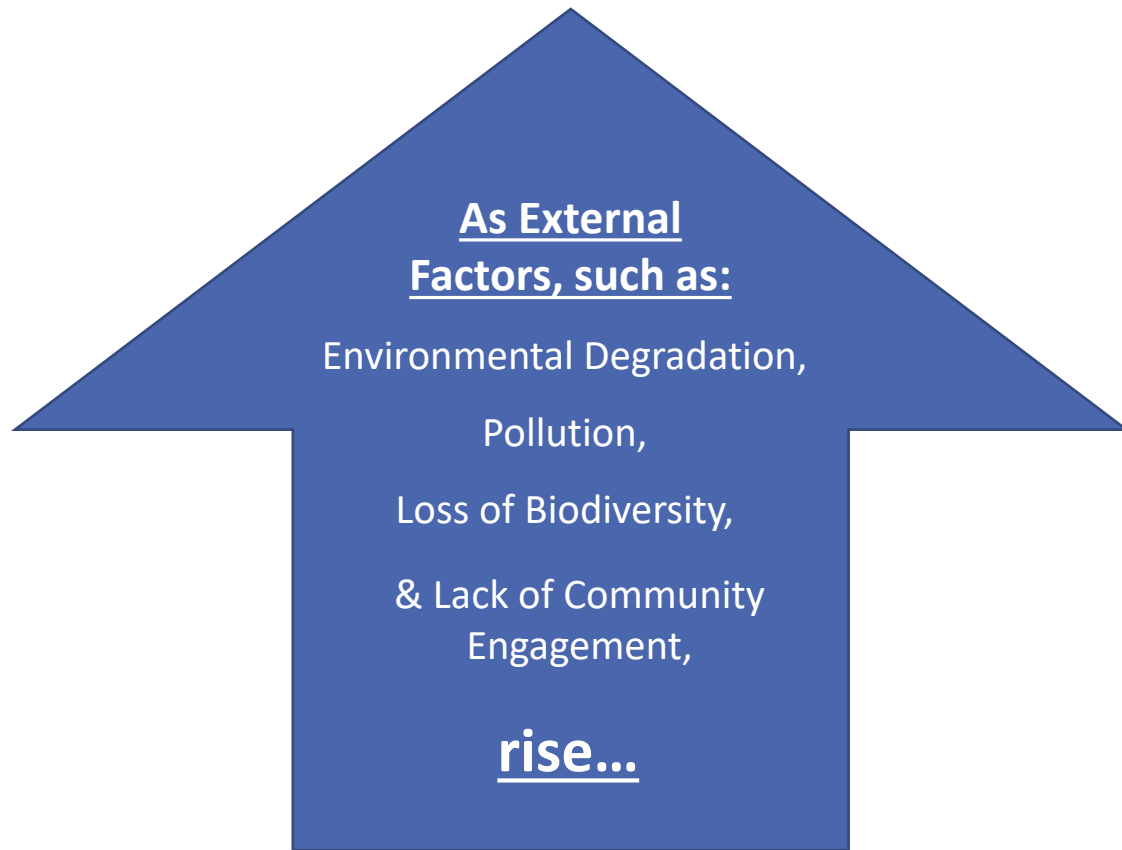 As External
Factors, such as:
Environmental Degradation,
Pollution,
Loss of Biodiversity,
& Lack of Community
Engagement,
rise...